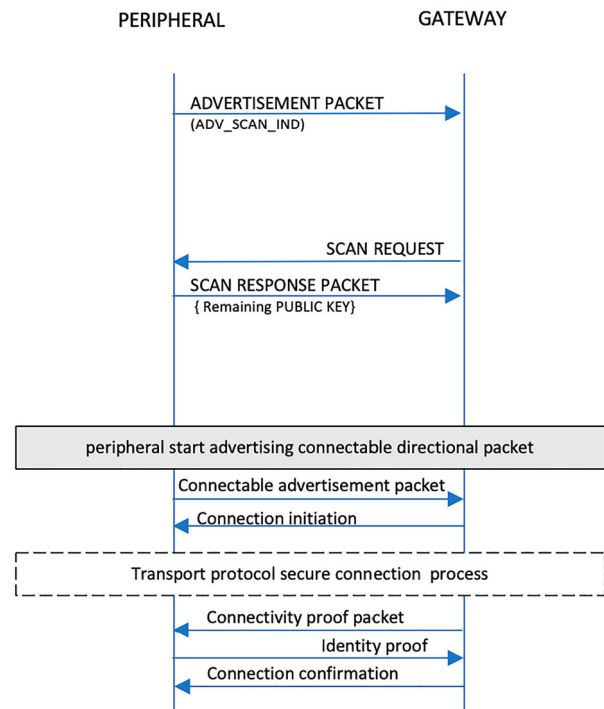 PERIPHERAL GATEWAY
ADVERTISEMENT PACKET
(ADV_SCAN_IND)
SCAN REQUEST
SCAN RESPONSE PACKET
{ Remaining PUBLIC KEY}
peripheral start advertising connectable directional packet
Connectable advertisement packet
Connection initiation
Transport protocol secure connection process
Connectivity proof packet
Identity proof
Connection confirmation